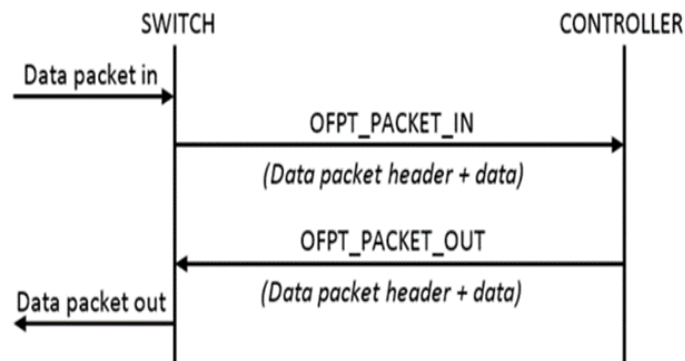 SWITCH
CONTROLLER
Data packet in
OFPT_PACKET_IN
(Data packet header + data)
OFPT_PACKET_OUT
(Data packet header + data)
Data packet out